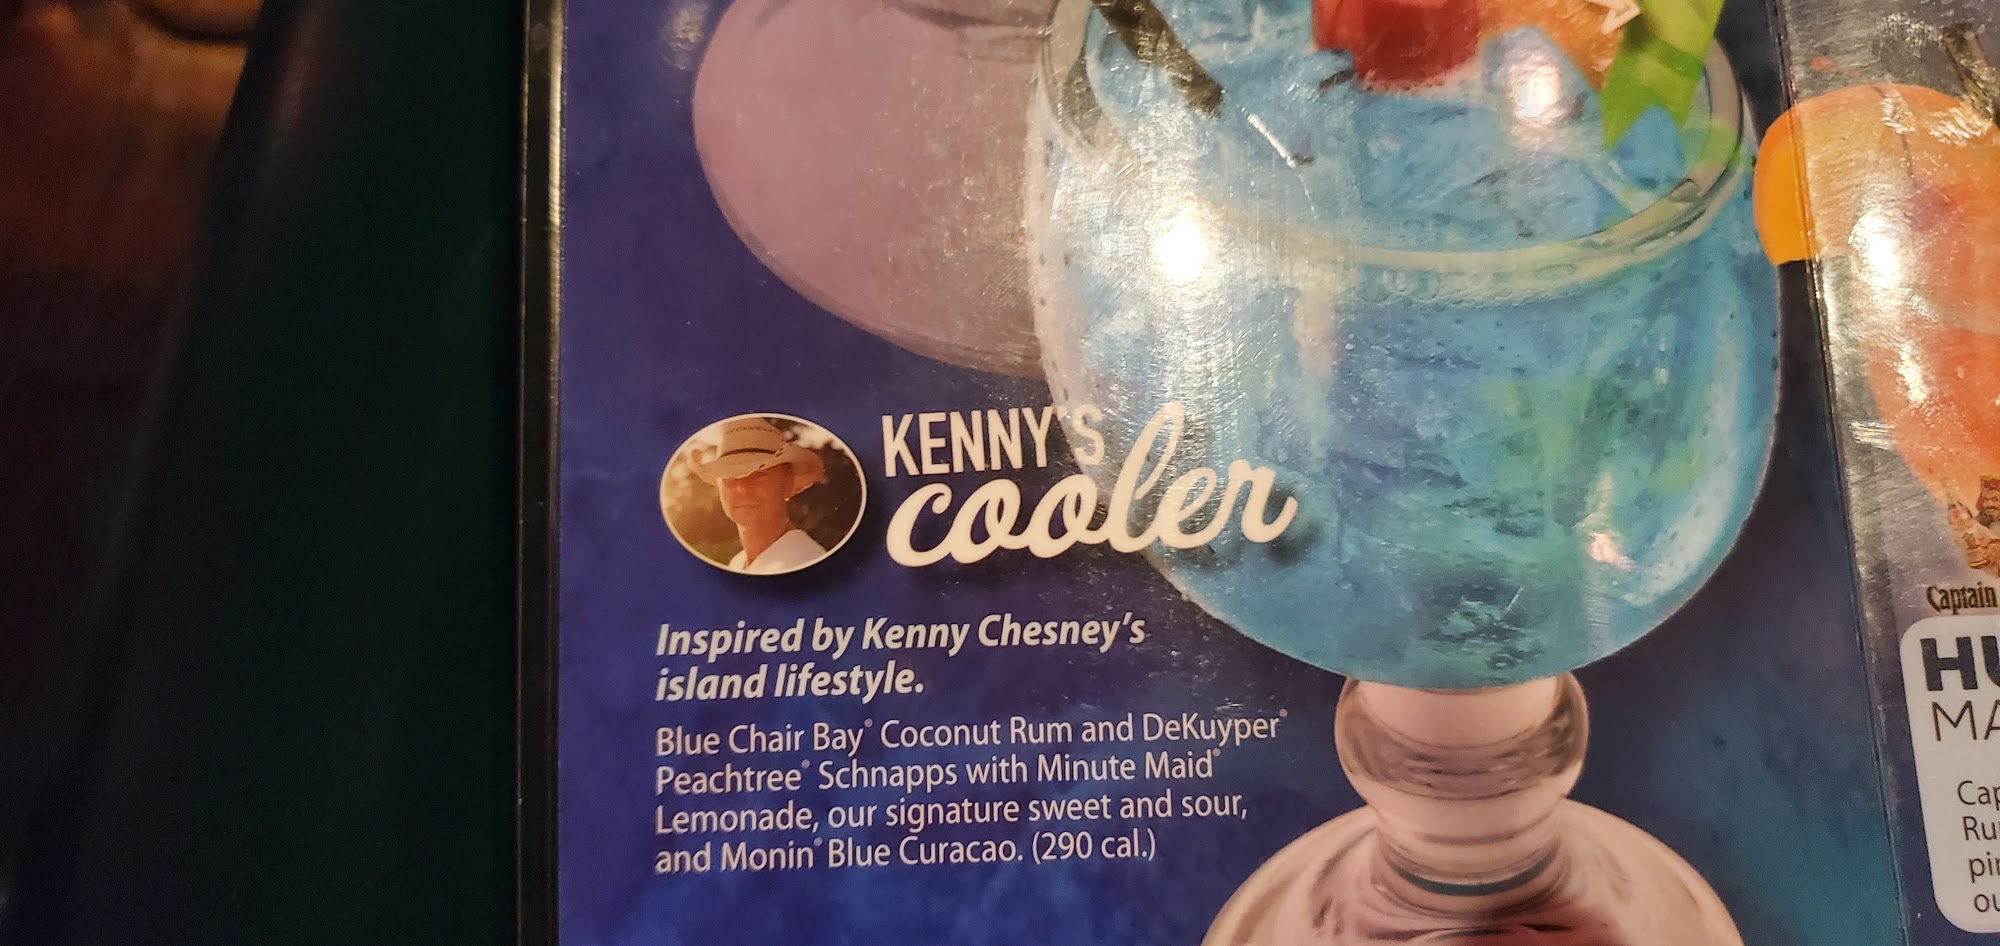 KENNY'S
cooler
Inspired by Kenny Chesney's
island lifestyle.
Blue Chair Bay® Coconut Rum and DeKuyper®
Peachtree® Schnapps with Minute Maid®
Lemonade, our signature sweet and sour,
and Monin® Blue Curacao. (290 cal.)
Captain